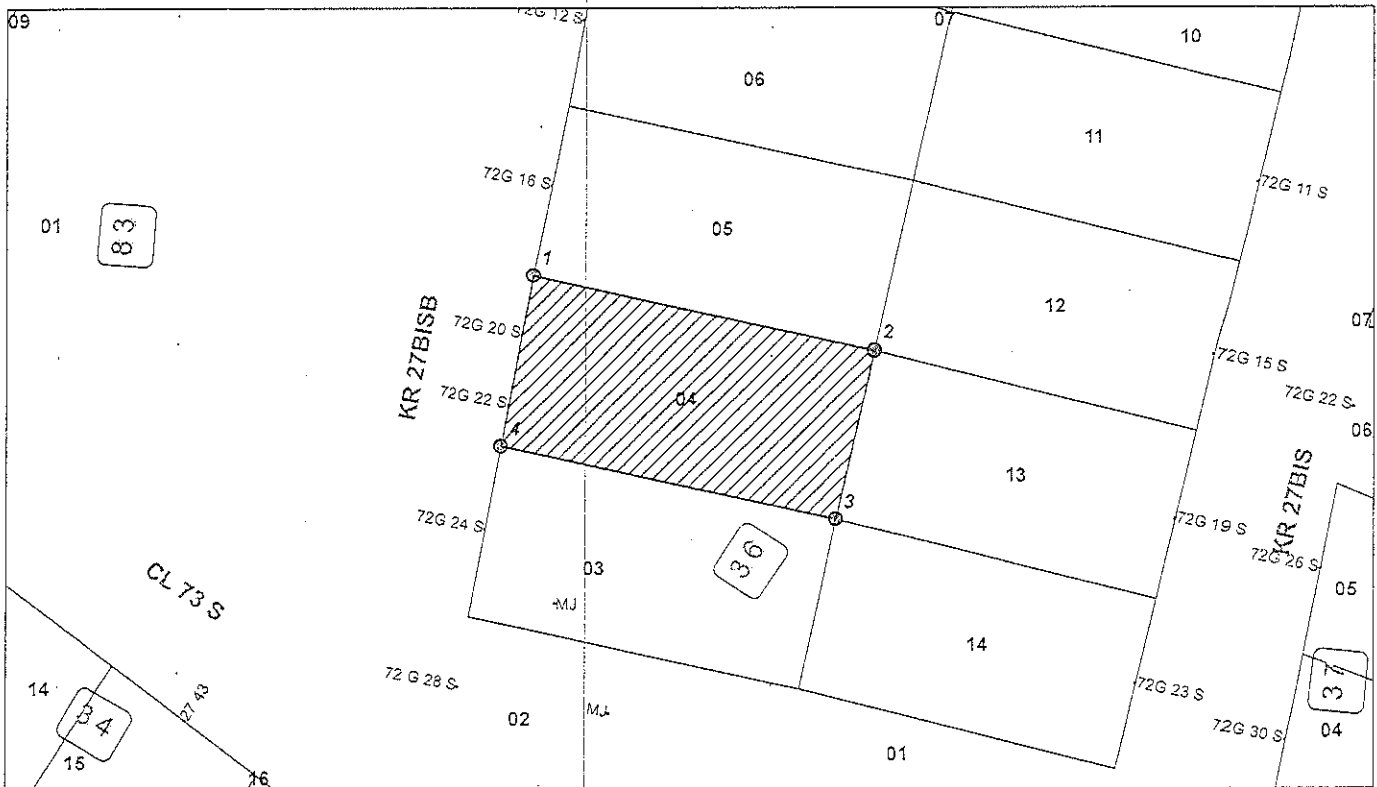 09
72G 12 S
07
10
06
11
72G 16 S
72G 11 S
01
83
05
1
12
KR 27BISB
72G 20 S
2
07
72G 15 S
72G 22 S
72G 22 S
04
4
06
13
3
72G 24 S
72G 19 S
KR 27BIS
36
72G 26 S
CL 73 S
03
MJ
05
14
72 G 28 S
72G 23 S
37
14
34
27 43
02
MJ
72G 30 S
04
01
15
16